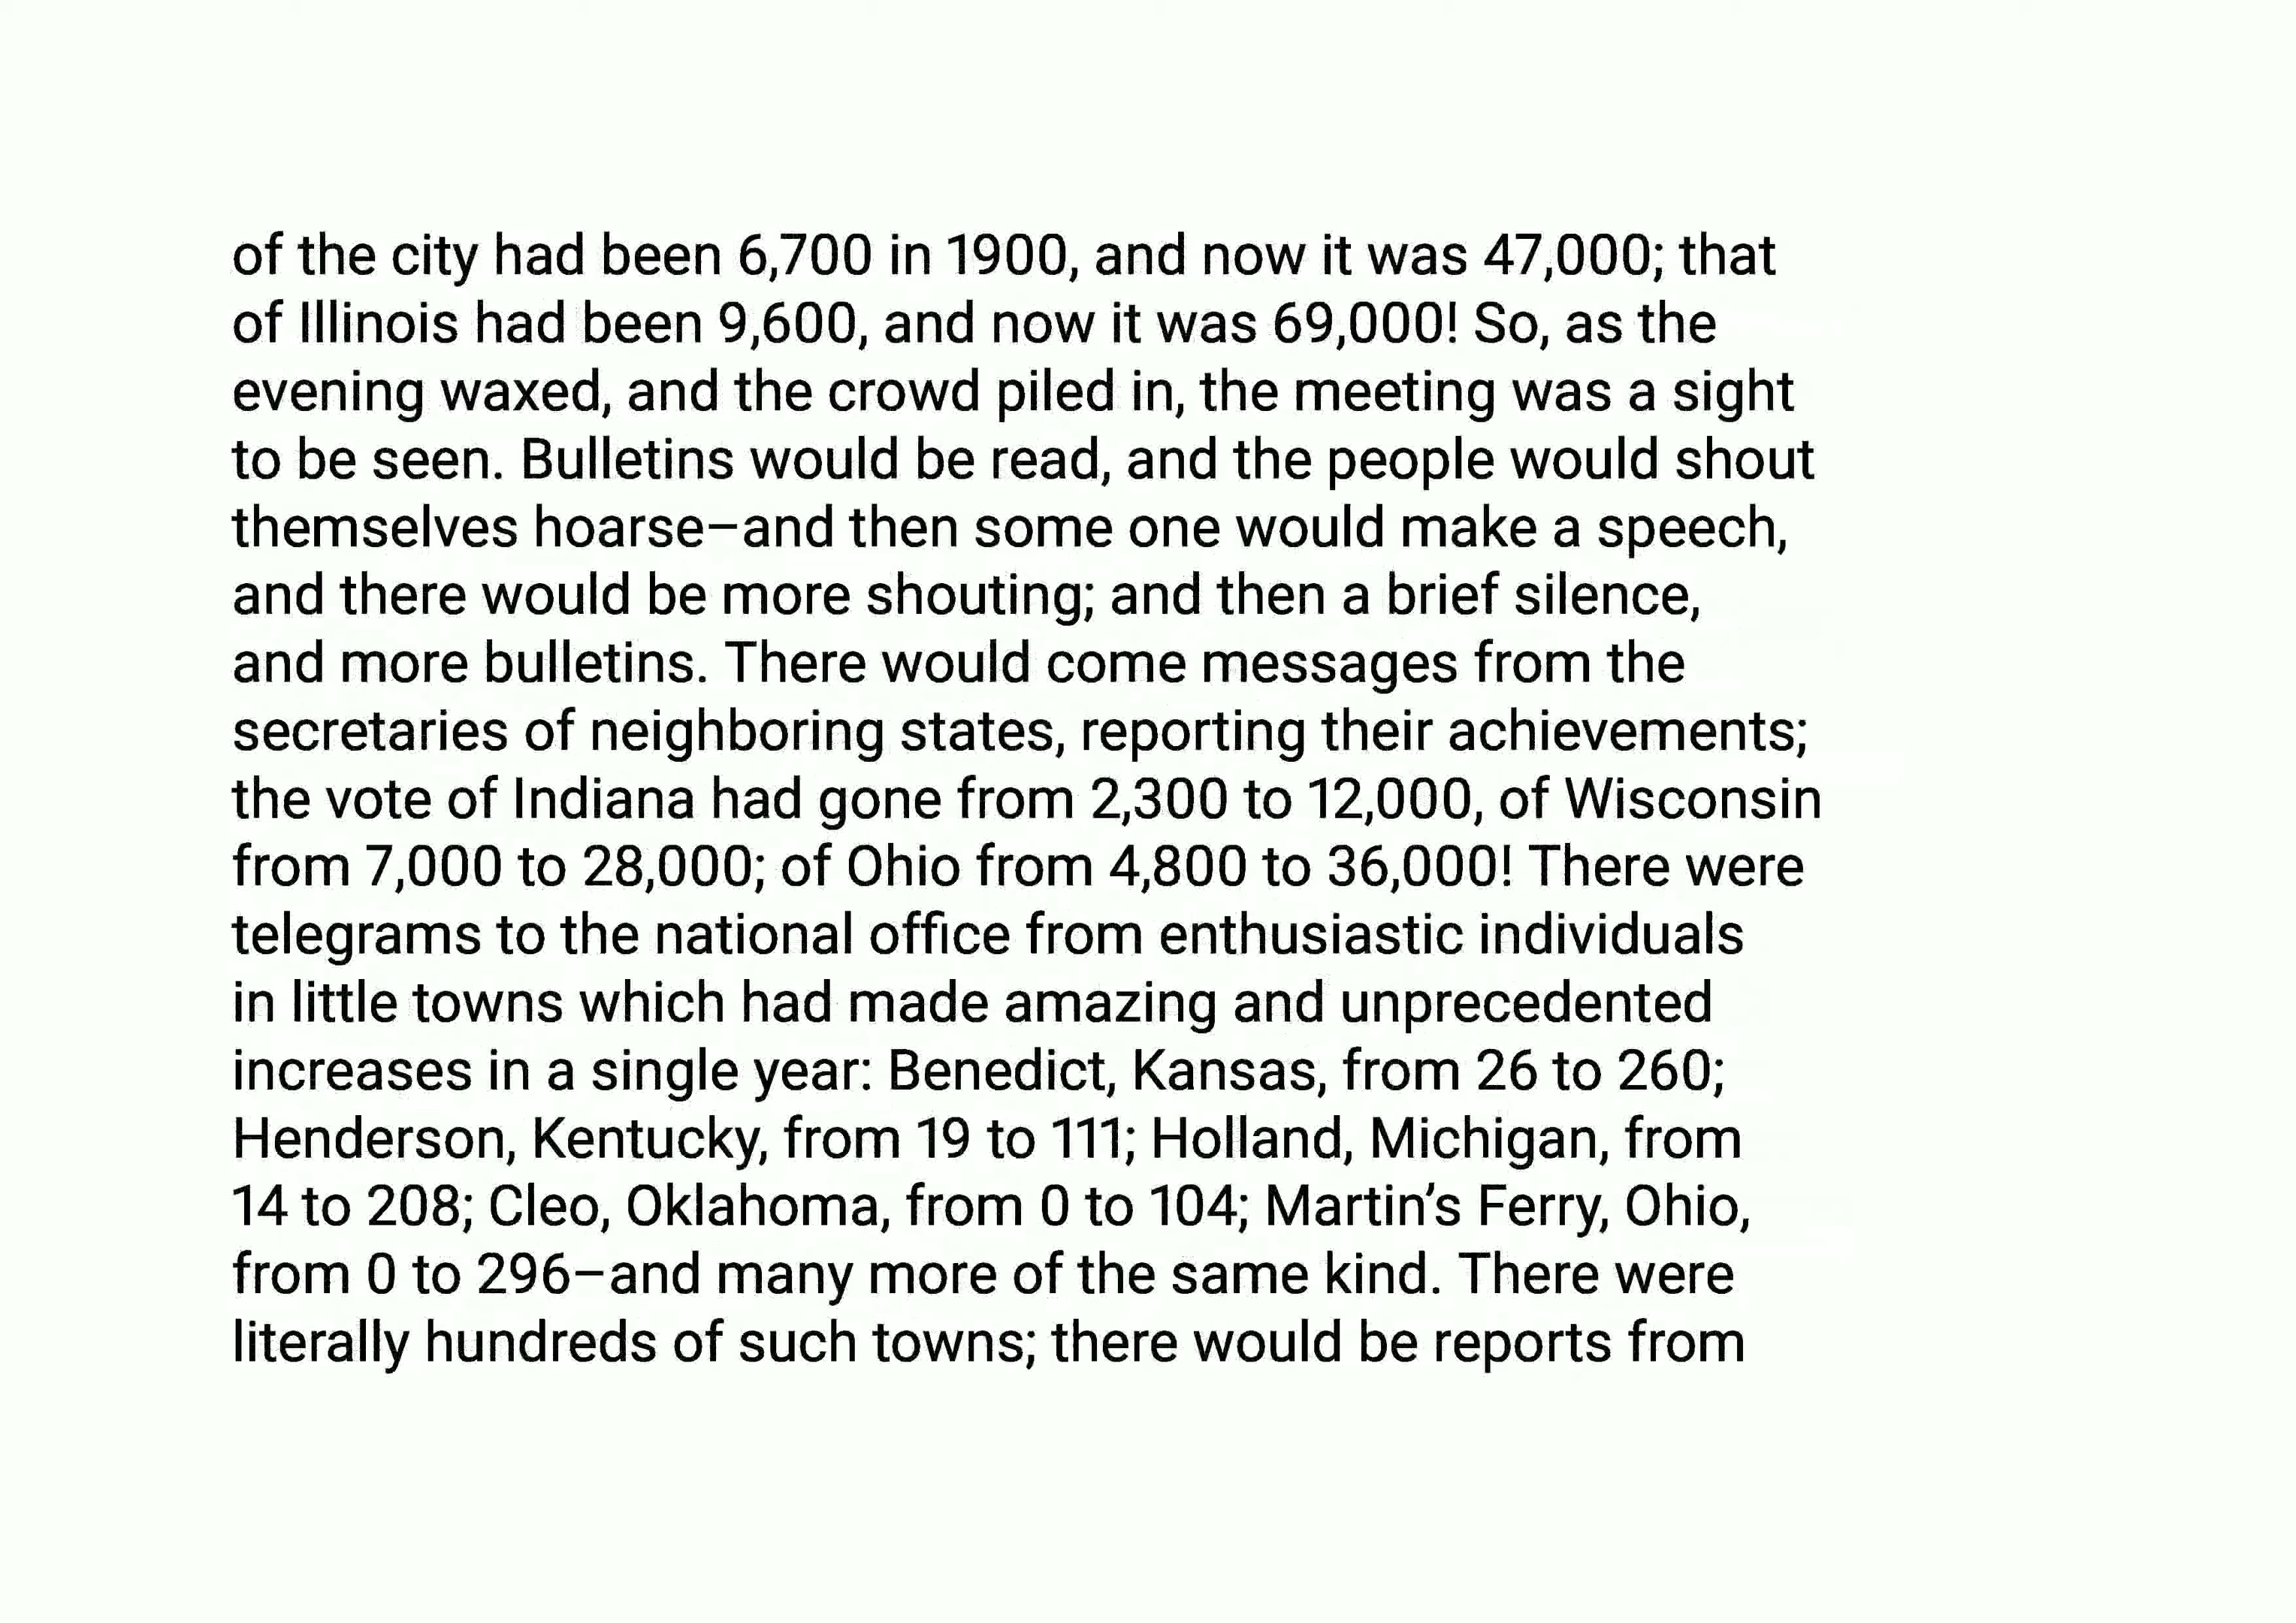 of the city had been 6,700 in 1900, and now it was 47,000; that
of Illinois had been 9,600, and now it was 69,000! So, as the
evening waxed, and the crowd piled in, the meeting was a sight
to be seen. Bulletins would be read, and the people would shout
themselves hoarse–and then some one would make a speech,
and there would be more shouting; and then a brief silence,
and more bulletins. There would come messages from the
secretaries of neighboring states, reporting their achievements;
the vote of Indiana had gone from 2,300 to 12,000, of Wisconsin
from 7,000 to 28,000; of Ohio from 4,800 to 36,000! There were
telegrams to the national office from enthusiastic individuals
in little towns which had made amazing and unprecedented
increases in a single year: Benedict, Kansas, from 26 to 260;
Henderson, Kentucky, from 19 to 111; Holland, Michigan, from
14 to 208; Cleo, Oklahoma, from 0 to 104; Martin’s Ferry, Ohio,
from 0 to 296–and many more of the same kind. There were
literally hundreds of such towns; there would be reports from